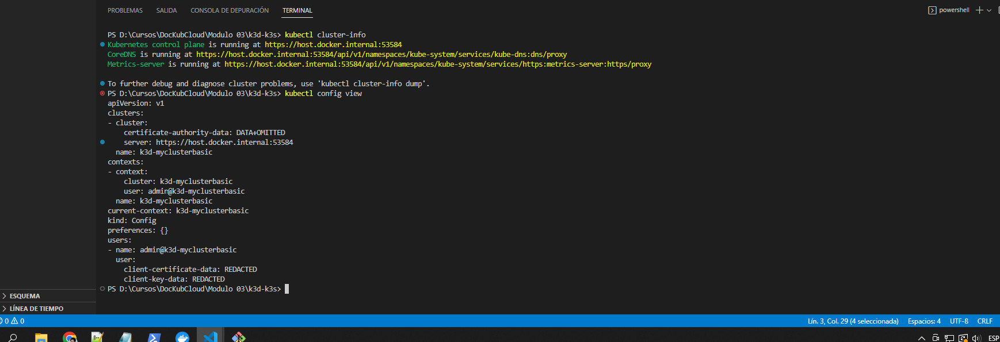 PROBLEMAS SALIDA CONSOLA DE DEPURACIÓN TERMINAL powershell
PS D:\Cursos\DocKubCloud\Modulo 03\k3d-k3s> kubectl cluster-info
Kubernetes control plane is running at https://host.docker.internal:53584
CoreDNS is running at https://host.docker.internal:53584/api/v1/namespaces/kube-system/services/kube-dns:dns/proxy
Metrics-server is running at https://host.docker.internal:53584/api/v1/namespaces/kube-system/services/https:metrics-server:https/proxy
To further debug and diagnose cluster problems, use 'kubectl cluster-info dump'.
PS D:\Cursos\DocKubCloud\Modulo 03\k3d-k3s> kubectl config view
apiVersion: v1
clusters:
- cluster:
    certificate-authority-data: DATA+OMITTED
    server: https://host.docker.internal:53584
  name: k3d-myclusterbasic
contexts:
- context:
    cluster: k3d-myclusterbasic
    user: admin@k3d-myclusterbasic
  name: k3d-myclusterbasic
current-context: k3d-myclusterbasic
kind: Config
preferences: {}
users:
- name: admin@k3d-myclusterbasic
  user:
    client-certificate-data: REDACTED
    client-key-data: REDACTED
PS D:\Cursos\DocKubCloud\Modulo 03\k3d-k3s>
ESQUEMA
LÍNEA DE TIEMPO
0 0 Lín. 3, Col. 29 (4 seleccionada) Espacios: 4 UTF-8 CRLF
ESP